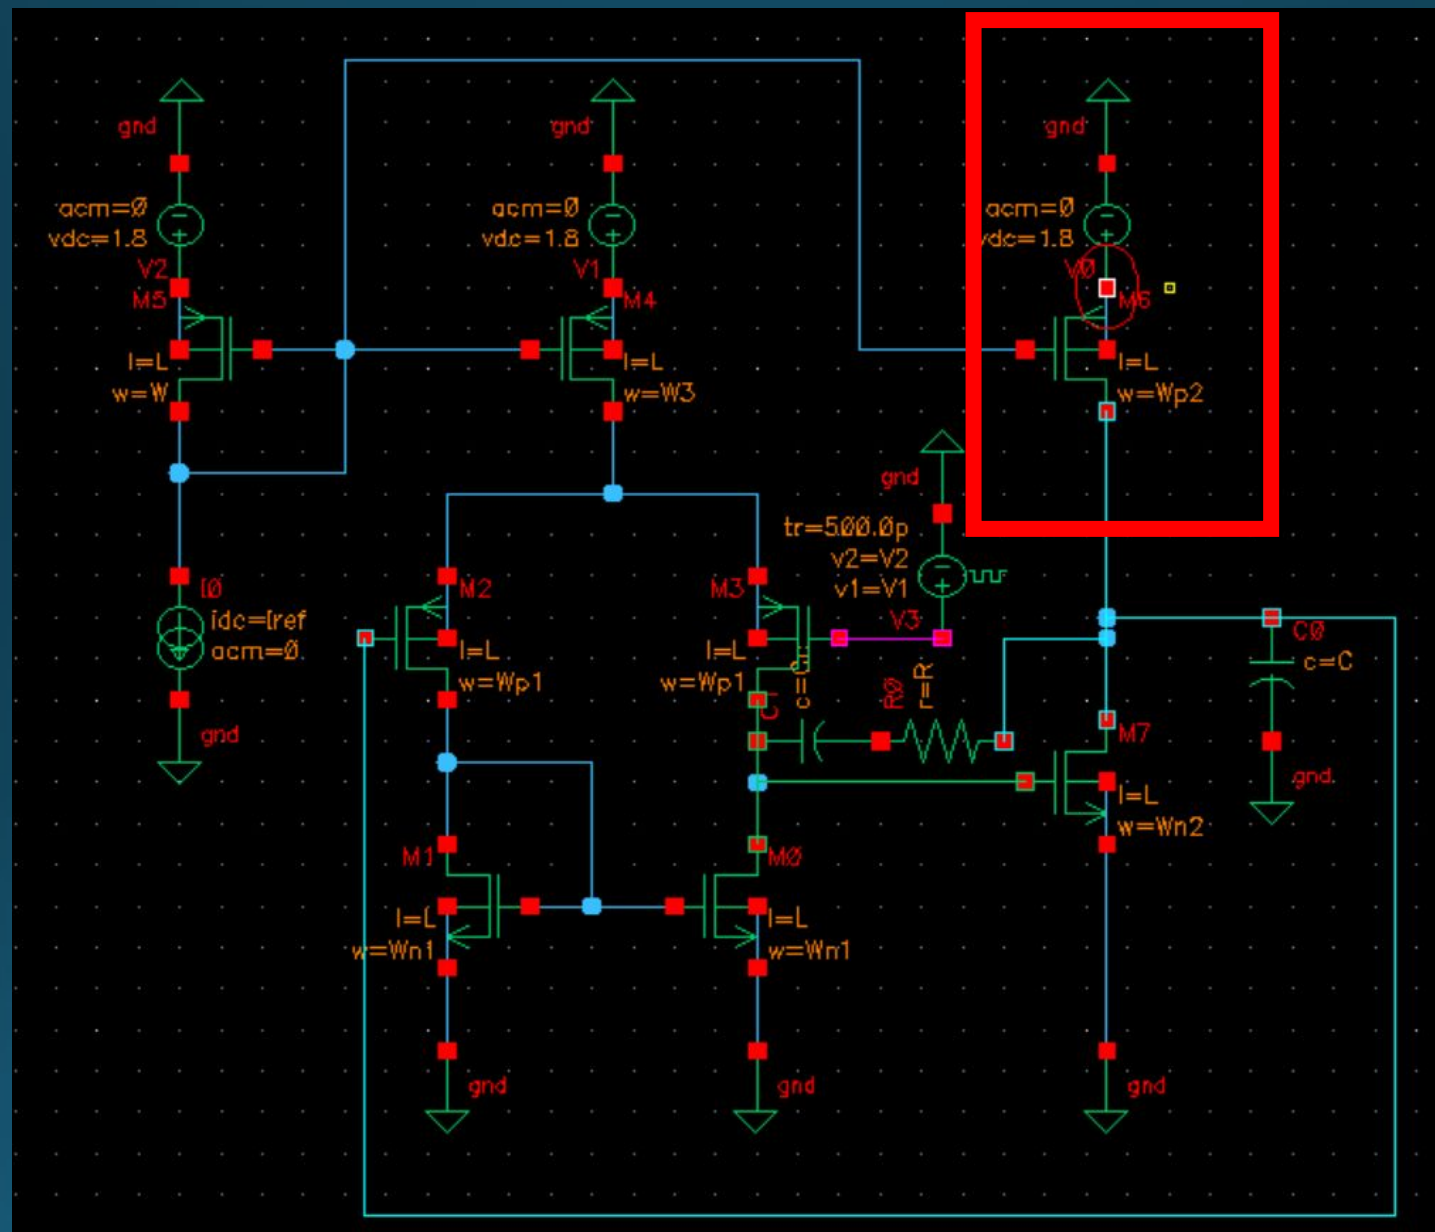 gnd
gnd
gnd
acm=0
vdc=1.8
acm=0
vdc=1.8
acm=0
vdc=1.8
V2
V1
V0
M5
M4
M6
l=L
w=W
l=L
w=W3
l=L
w=Wp2
gnd
tr=500.0p
v2=V2
v1=V1
V3
I0
idc=Iref
acm=0
gnd
M2
l=L
w=Wp1
M3
l=L
w=Wp1
C1
R0
r=R
C0
c=C
gnd
M7
l=L
w=Wn2
M1
l=L
w=Wn1
M0
l=L
w=Wn1
gnd
gnd
gnd